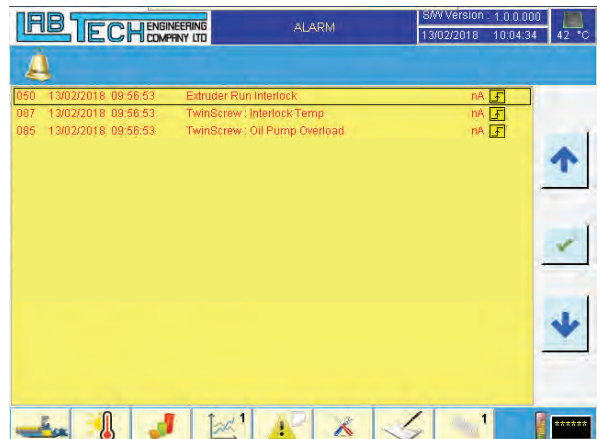 LABTECH ENGINEERING COMPANY LTD
ALARM
S/W Version : 1.0.0.000
13/02/2018 10:04:34
42 °C
050 13/02/2018 09:56:53 Extruder Run Interlock nA
087 13/02/2018 09:56:53 TwinScrew : Interlock Temp nA
085 13/02/2018 09:56:53 TwinScrew : Oil Pump Overload nA
1
1
******